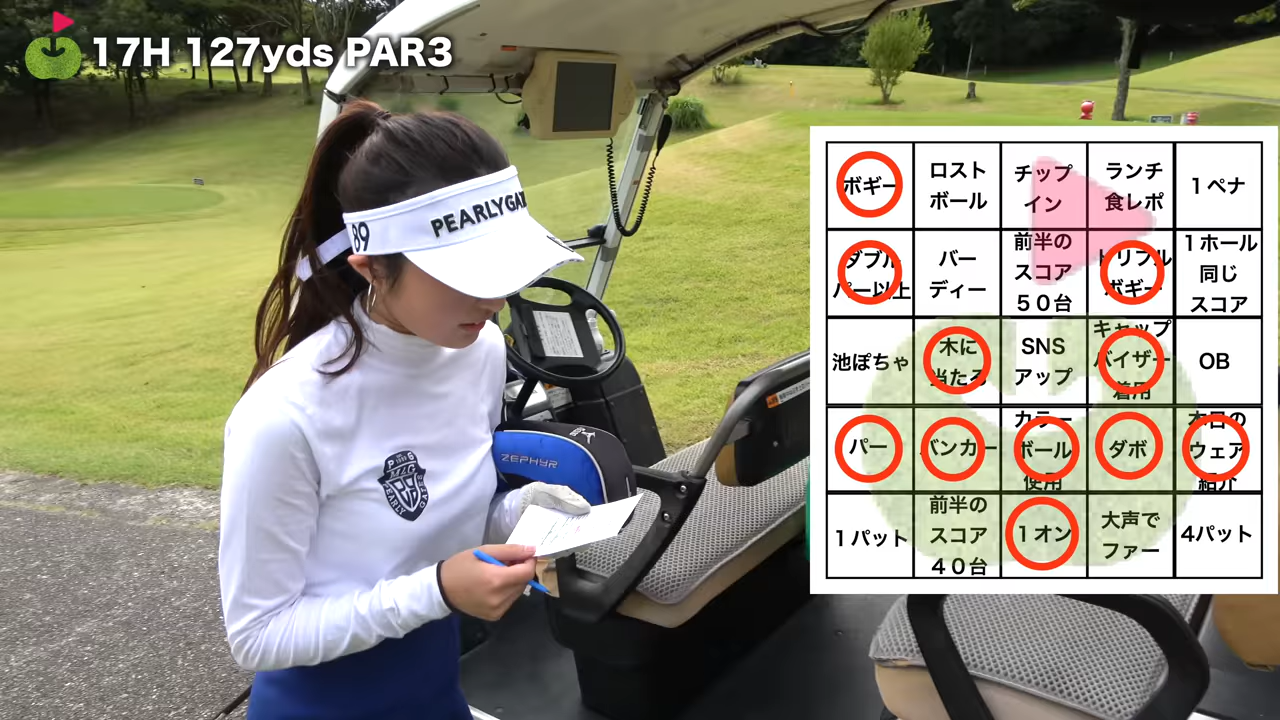 17H 127yds PAR3
PEARLYGA
89
ZEPHYR
ボギー
ロスト
ボール
チップ
イン
ランチ
食レポ
1ペナ
ダブル
パー以上
バー
ディー
前半の
スコア
50台
トリプル
ボギー
1ホール
同じ
スコア
池ぽちゃ
木に
当たる
SNS
アップ
キャップ
バイザー
着用
OB
パー
バンカー
カラー
ボール
使用
ダボ
本日の
ウェア
紹介
1パット
前半の
スコア
40台
1オン
大声で
ファー
4パット